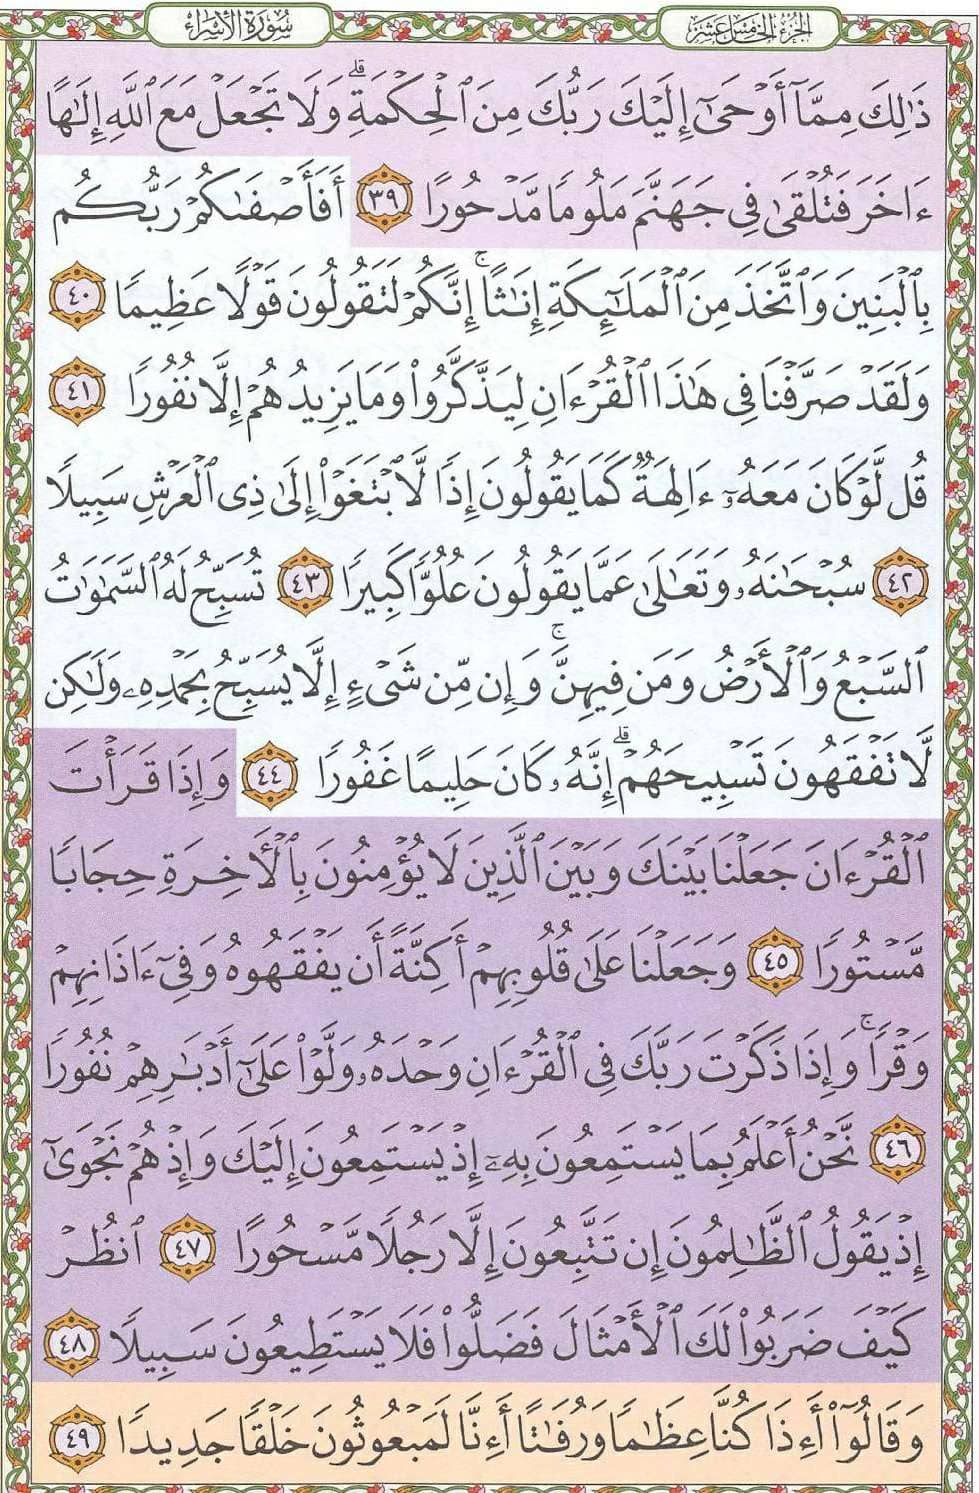 الجزء الخامس عشر
سورة الإسراء
ذَٰلِكَ مِمَّآ أَوْحَىٰٓ إِلَيْكَ رَبُّكَ مِنَ ٱلْحِكْمَةِ ۗ وَلَا تَجْعَلْ مَعَ ٱللَّهِ إِلَٰهًا
ءَاخَرَ فَتُلْقَىٰ فِى جَهَنَّمَ مَلُومًا مَّدْحُورًا ٣٩ أَفَأَصْفَىٰكُمْ رَبُّكُم
بِٱلْبَنِينَ وَٱتَّخَذَ مِنَ ٱلْمَلَٰٓئِكَةِ إِنَٰثًا ۚ إِنَّكُمْ لَتَقُولُونَ قَوْلًا عَظِيمًا ٤٠
وَلَقَدْ صَرَّفْنَا فِى هَٰذَا ٱلْقُرْءَانِ لِيَذَّكَّرُوا۟ وَمَا يَزِيدُهُمْ إِلَّا نُفُورًا ٤١
قُل لَّوْ كَانَ مَعَهُۥٓ ءَالِهَةٌ كَمَا يَقُولُونَ إِذًا لَّٱبْتَغَوْا۟ إِلَىٰ ذِى ٱلْعَرْشِ سَبِيلًا
٤٢ سُبْحَٰنَهُۥ وَتَعَٰلَىٰ عَمَّا يَقُولُونَ عُلُوًّا كَبِيرًا ٤٣ تُسَبِّحُ لَهُ ٱلسَّمَٰوَٰتُ
ٱلسَّبْعُ وَٱلْأَرْضُ وَمَن فِيهِنَّ ۚ وَإِن مِّن شَىْءٍ إِلَّا يُسَبِّحُ بِحَمْدِهِۦ وَلَٰكِن
لَّا تَفْقَهُونَ تَسْبِيحَهُمْ ۗ إِنَّهُۥ كَانَ حَلِيمًا غَفُورًا ٤٤ وَإِذَا قَرَأْتَ
ٱلْقُرْءَانَ جَعَلْنَا بَيْنَكَ وَبَيْنَ ٱلَّذِينَ لَا يُؤْمِنُونَ بِٱلْءَاخِرَةِ حِجَابًا
مَّسْتُورًا ٤٥ وَجَعَلْنَا عَلَىٰ قُلُوبِهِمْ أَكِنَّةً أَن يَفْقَهُوهُ وَفِىٓ ءَاذَانِهِمْ
وَقْرًا ۚ وَإِذَا ذَكَرْتَ رَبَّكَ فِى ٱلْقُرْءَانِ وَحْدَهُۥ وَلَّوْا۟ عَلَىٰٓ أَدْبَٰرِهِمْ نُفُورًا
٤٦ نَّحْنُ أَعْلَمُ بِمَا يَسْتَمِعُونَ بِهِۦٓ إِذْ يَسْتَمِعُونَ إِلَيْكَ وَإِذْ هُمْ نَجْوَىٰٓ
إِذْ يَقُولُ ٱلظَّٰلِمُونَ إِن تَتَّبِعُونَ إِلَّا رَجُلًا مَّسْحُورًا ٤٧ ٱنظُرْ
كَيْفَ ضَرَبُوا۟ لَكَ ٱلْأَمْثَالَ فَضَلُّوا۟ فَلَا يَسْتَطِيعُونَ سَبِيلًا ٤٨
وَقَالُوٓا۟ أَءِذَا كُنَّا عِظَٰمًا وَرُفَٰتًا أَءِنَّا لَمَبْعُوثُونَ خَلْقًا جَدِيدًا ٤٩